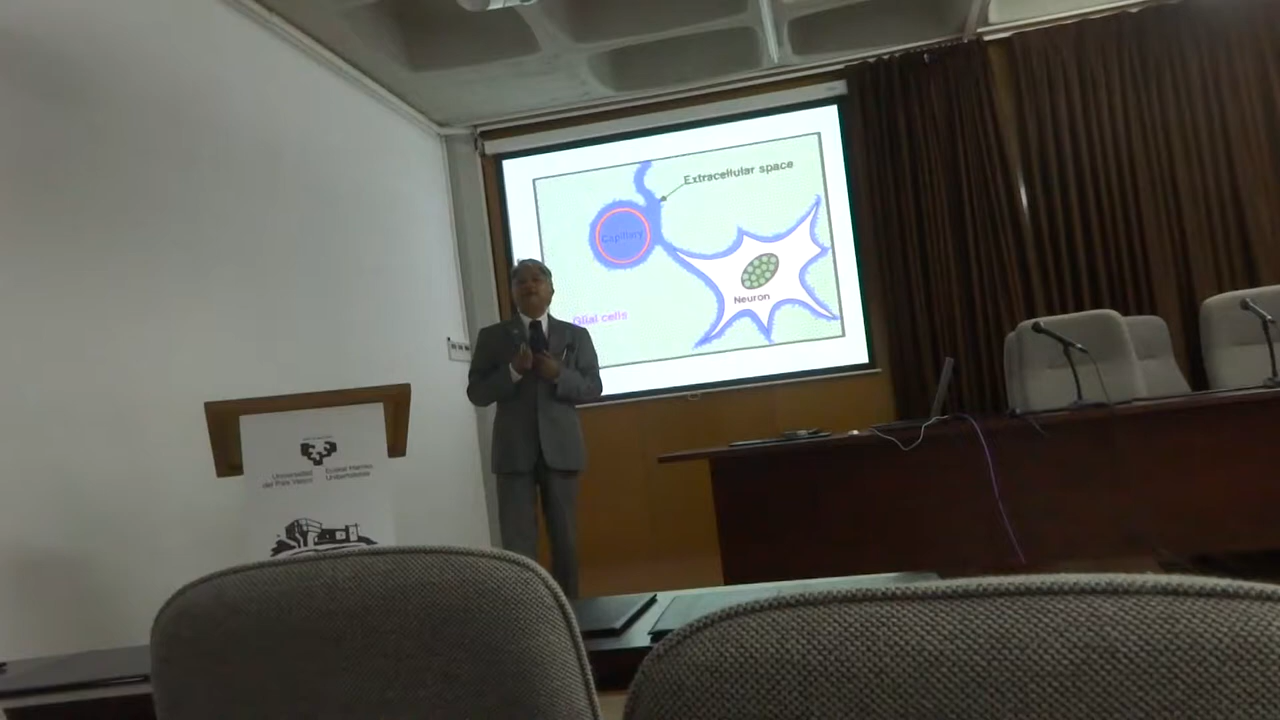 Extracellular space
Capillary
Neuron
Glial cells
Universidad
del País Vasco
Euskal Herriko
Unibertsitatea